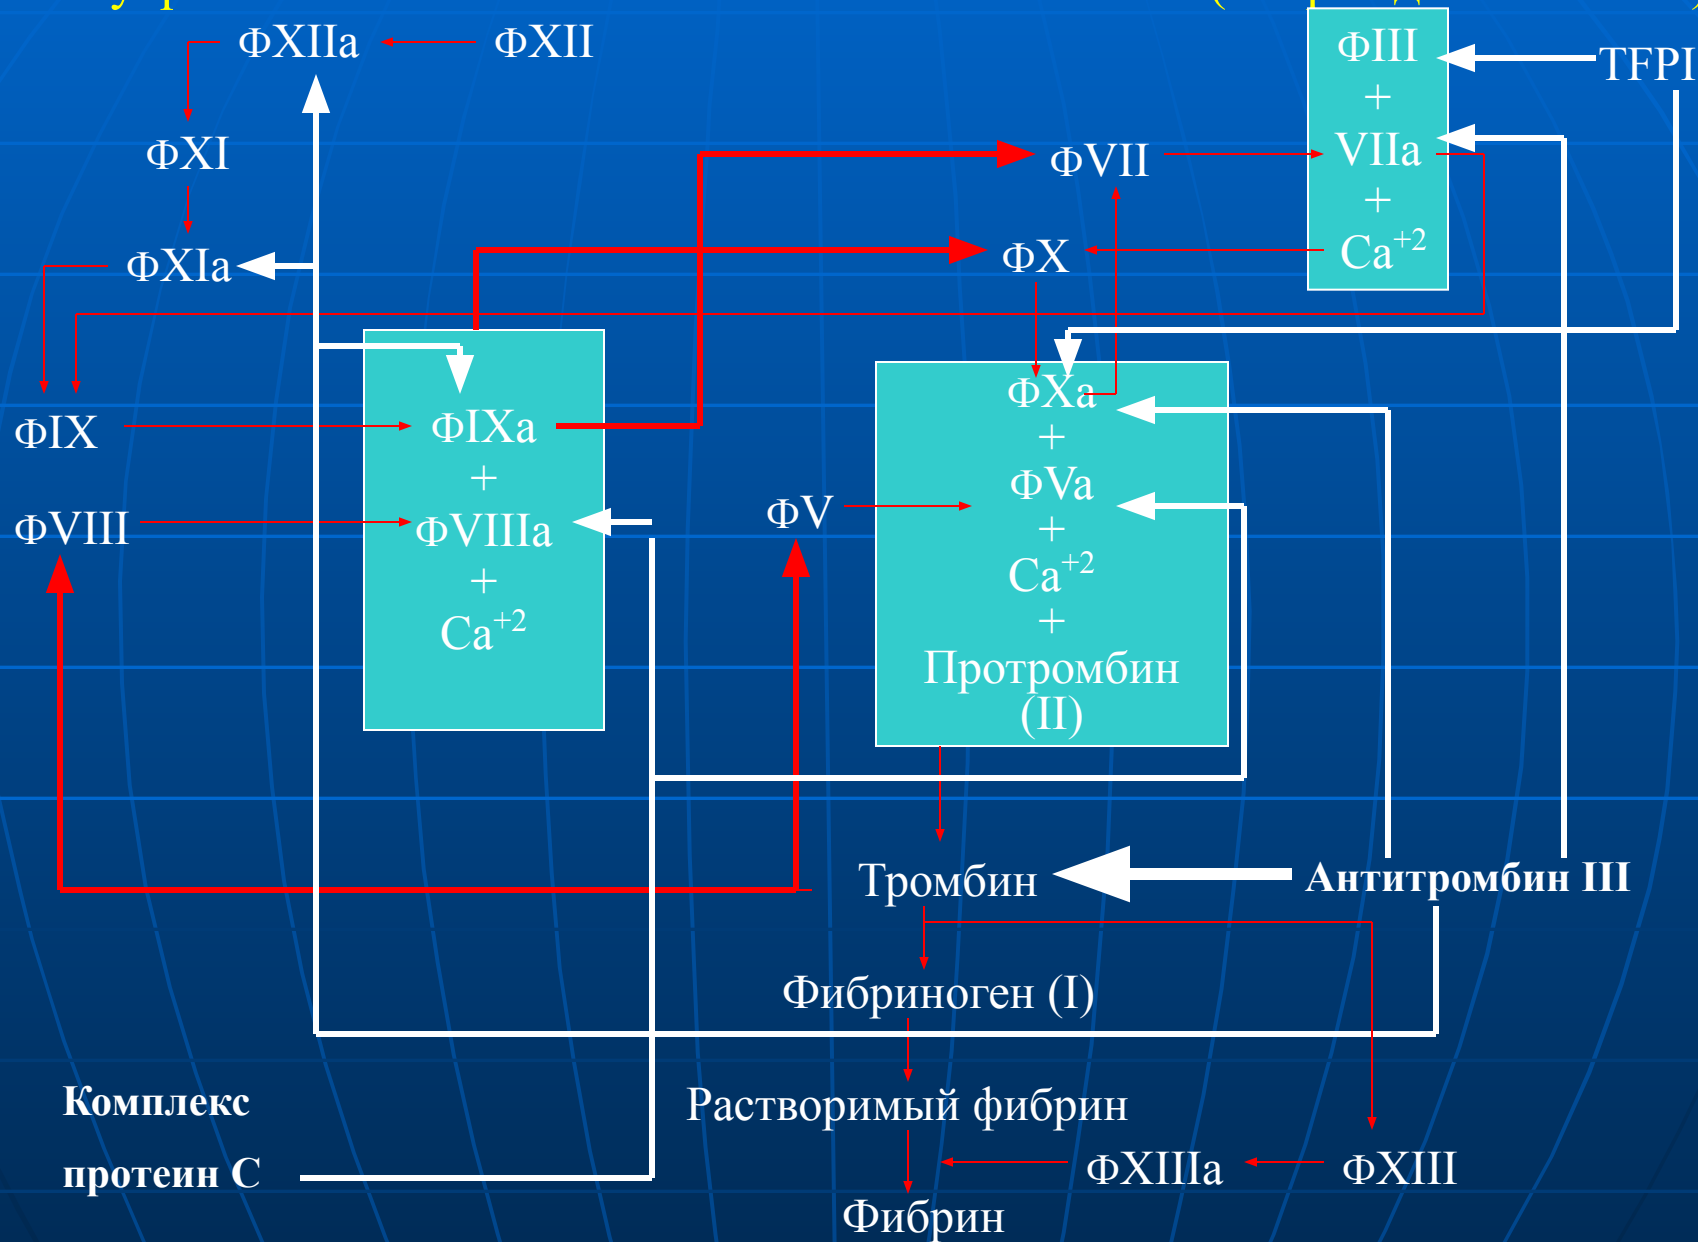 ФXIIa
ФXII
ФIII
+
VIIa
+
Ca+2
TFPI
ФXI
ФVII
ФXIa
ФX
ФIX
ФVIII
ФIXa
+
ФVIIIa
+
Ca+2
ФV
ФXa
+
ФVa
+
Ca+2
+
Протромбин
(II)
Тромбин
Антитромбин III
Фибриноген (I)
Комплекс
протеин С
Растворимый фибрин
ФXIIIa
ФXIII
Фибрин